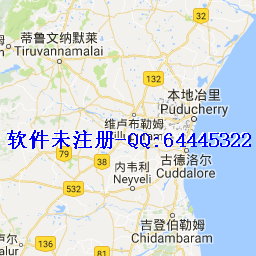 32
蒂鲁文纳默莱
Tiruvannamalai
132
本地冶里
Puducherry
维卢布勒姆
软件未注册-QQ:64445322
79
38
古德洛尔
Cuddalore
内韦利
Neyveli
532
吉登伯勒姆
Chidambaram
136
81